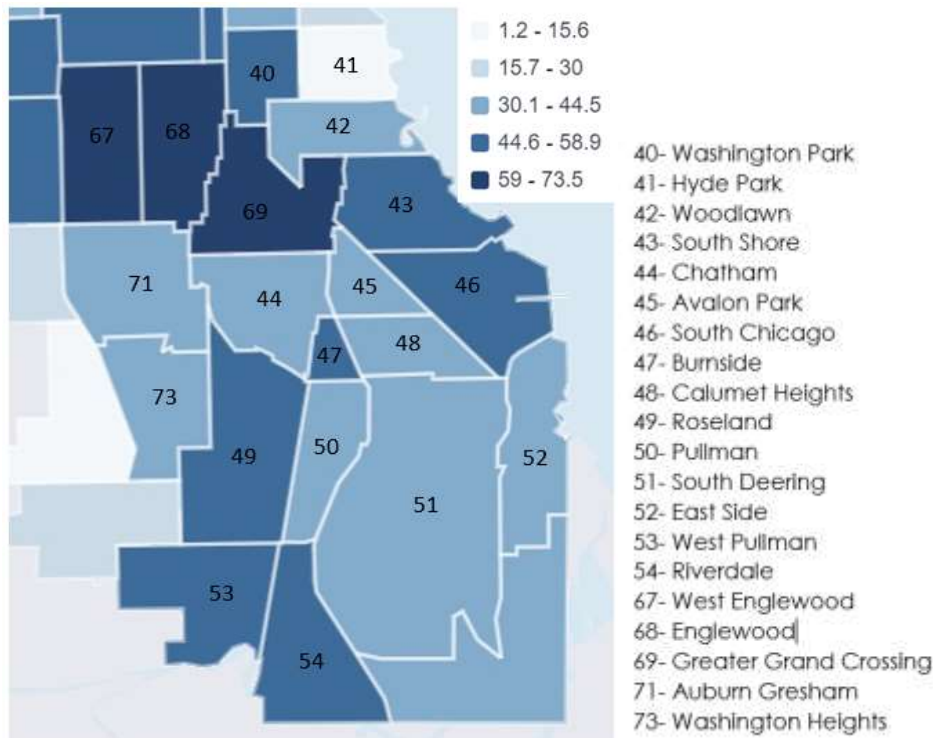 1.2 - 15.6
15.7 - 30
30.1 - 44.5
44.6 - 58.9
59 - 73.5
40
41
67
68
42
69
43
71
44
45
46
47
48
73
49
50
51
52
53
54
40- Washington Park
41- Hyde Park
42- Woodlawn
43- South Shore
44- Chatham
45- Avalon Park
46- South Chicago
47- Burnside
48- Calumet Heights
49- Roseland
50- Pullman
51- South Deering
52- East Side
53- West Pullman
54- Riverdale
67- West Englewood
68- Englewood
69- Greater Grand Crossing
71- Auburn Gresham
73- Washington Heights